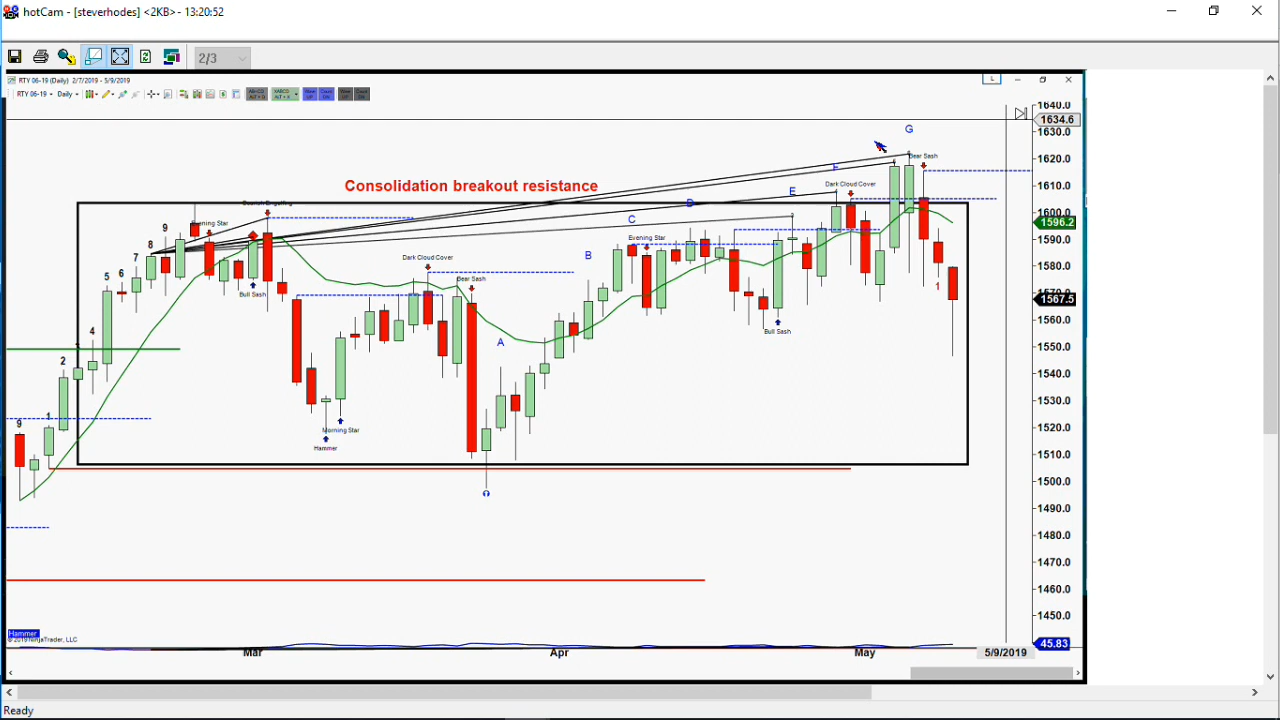 hotCam - [steverhodes] <2KB> - 13:20:52
2/3
RTY 06-19 (Daily) 2/7/2019 - 5/9/2019
L
RTY 06-19 Daily
1640.0
1634.6
1630.0
1620.0
1610.0
1600.0
1596.2
1590.0
1580.0
1567.5
1560.0
1550.0
1540.0
1530.0
1520.0
1510.0
1500.0
1490.0
1480.0
1470.0
1460.0
1450.0
45.83
G
Bear Sash
F
Dark Cloud Cover
E
D
Consolidation breakout resistance
C
Evening Star
9
8
7
5 6
4
2
1
9
Evening Star
Bull Sash
Dark Cloud Cover
Bear Sash
B
A
1
Bull Sash
Morning Star
Hammer
Hammer
© 2019 NinjaTrader, LLC
Mar
Apr
May
5/9/2019
Ready